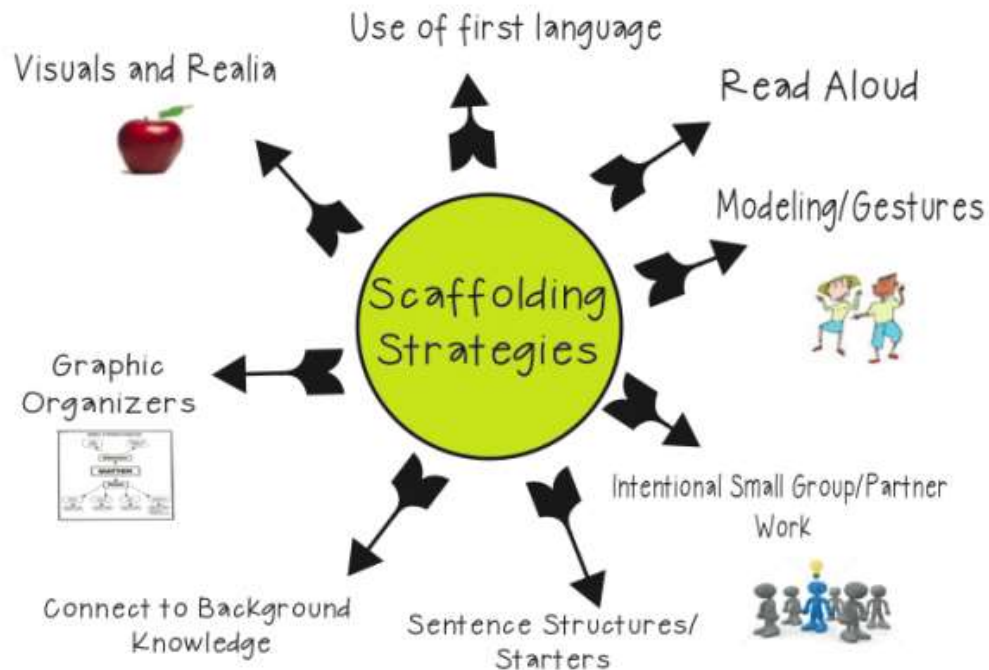 Use of first language
Visuals and Realia
Read Aloud
Modeling/Gestures
Scaffolding
Strategies
Graphic
Organizers
MATTER
Intentional Small Group/Partner
Work
Connect to Background
Knowledge
Sentence Structures/
Starters